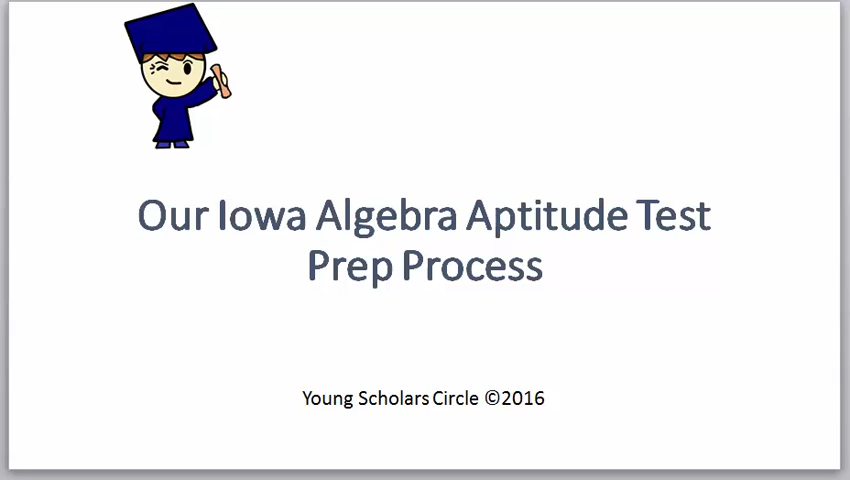 Our Iowa Algebra Aptitude Test
Prep Process
Young Scholars Circle ©2016